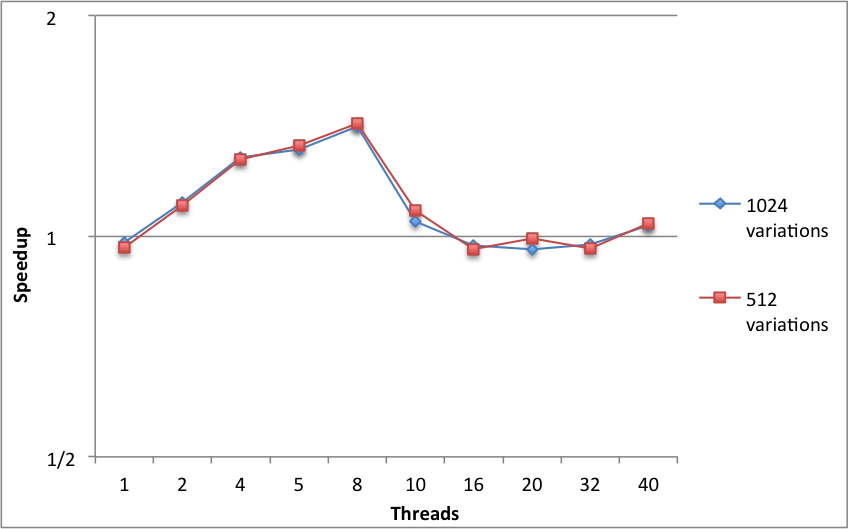 2
1
1/2
Speedup
1 2 4 5 8 10 16 20 32 40
Threads
1024
variations
512
variations